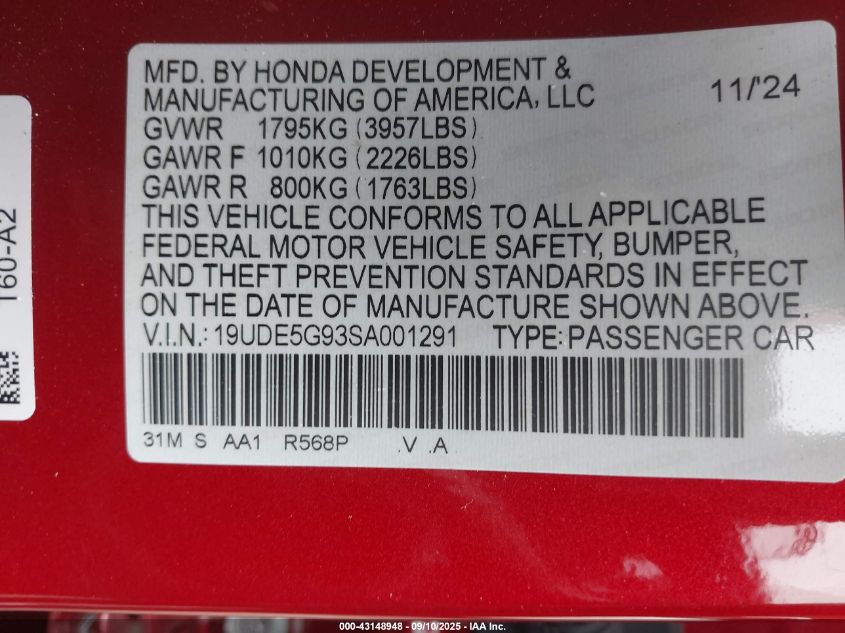 MFD. BY HONDA DEVELOPMENT &
MANUFACTURING OF AMERICA, LLC 11/'24
GVWR 1795KG (3957LBS)
GAWR F 1010KG (2226LBS)
GAWR R 800KG (1763LBS)
THIS VEHICLE CONFORMS TO ALL APPLICABLE
FEDERAL MOTOR VEHICLE SAFETY, BUMPER,
AND THEFT PREVENTION STANDARDS IN EFFECT
ON THE DATE OF MANUFACTURE SHOWN ABOVE.
V.I.N.: 19UDE5G93SA001291 TYPE: PASSENGER CAR
31M S AA1 R568P .V .A
T60-A2
000-43148948 - 09/10/2025 - IAA Inc.